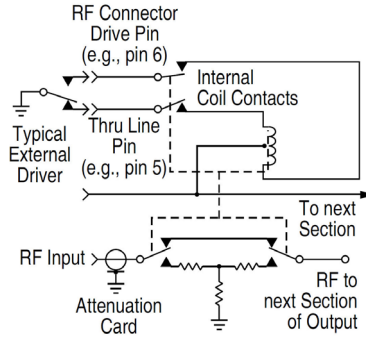 RF Connector
Drive Pin
(e.g., pin 6)
Internal
Coil Contacts
Typical
External
Driver
Thru Line
Pin
(e.g., pin 5)
To next
Section
RF Input
Attenuation
Card
RF to
next Section
of Output